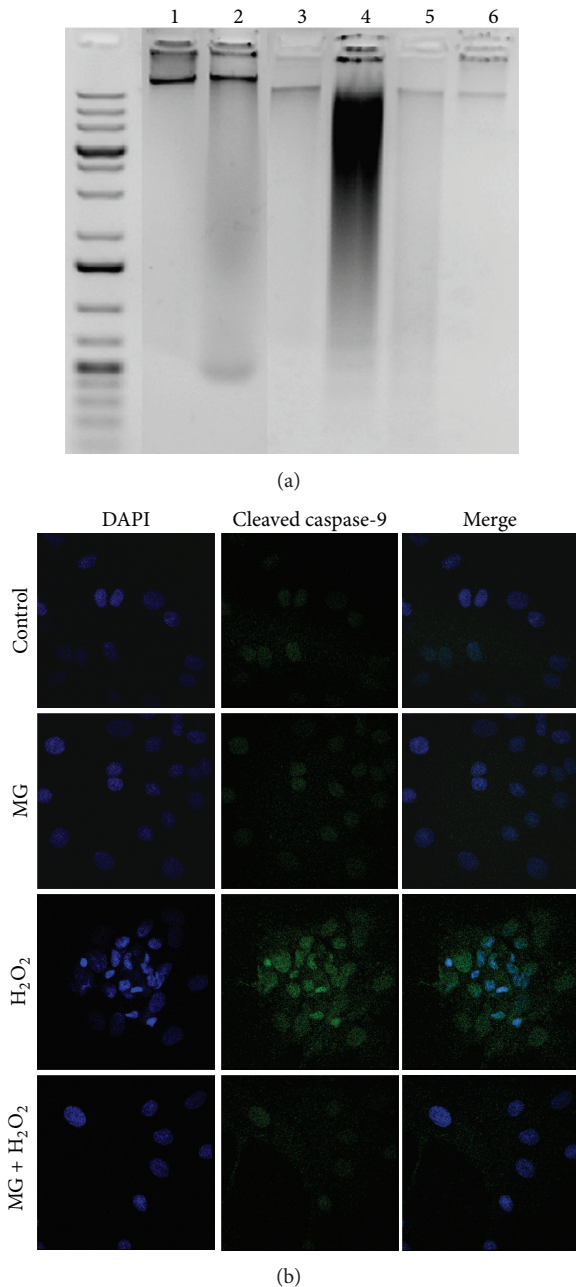 1 2 3 4 5 6
(a)
DAPI Cleaved caspase-9 Merge
Control
MG
H₂O₂
MG + H₂O₂
(b)